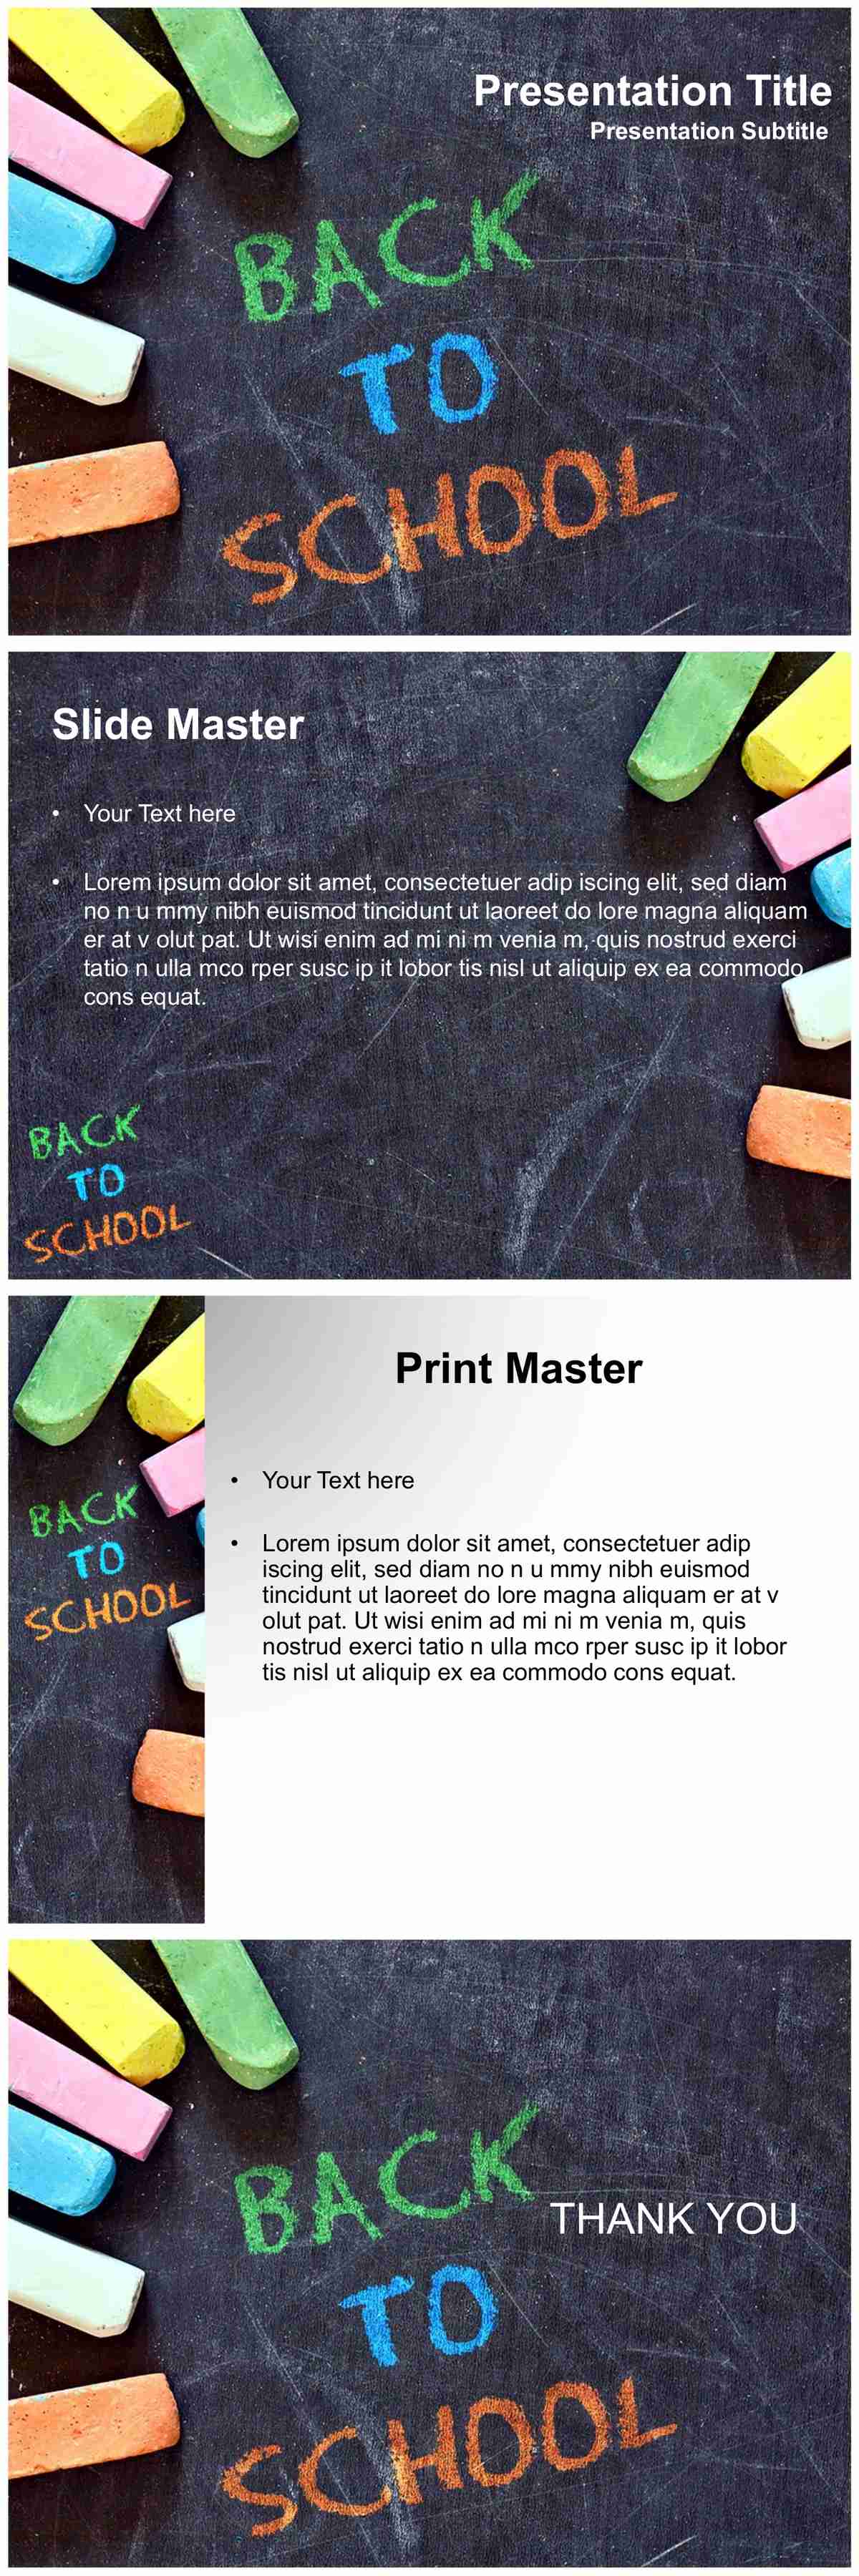 Presentation Title
Presentation Subtitle
BACK
TO
SCHOOL
Slide Master
• Your Text here
• Lorem ipsum dolor sit amet, consectetuer adip iscing elit, sed diam
no n u mmy nibh euismod tincidunt ut laoreet do lore magna aliquam
er at v olut pat. Ut wisi enim ad mi ni m venia m, quis nostrud exerci
tatio n ulla mco rper susc ip it lobor tis nisl ut aliquip ex ea commodo
cons equat.
BACK
TO
SCHOOL
Print Master
• Your Text here
BACK
TO
SCHOOL
• Lorem ipsum dolor sit amet, consectetuer adip
iscing elit, sed diam no n u mmy nibh euismod
tincidunt ut laoreet do lore magna aliquam er at v
olut pat. Ut wisi enim ad mi ni m venia m, quis
nostrud exerci tatio n ulla mco rper susc ip it lobor
tis nisl ut aliquip ex ea commodo cons equat.
BACK
THANK YOU
TO
SCHOOL